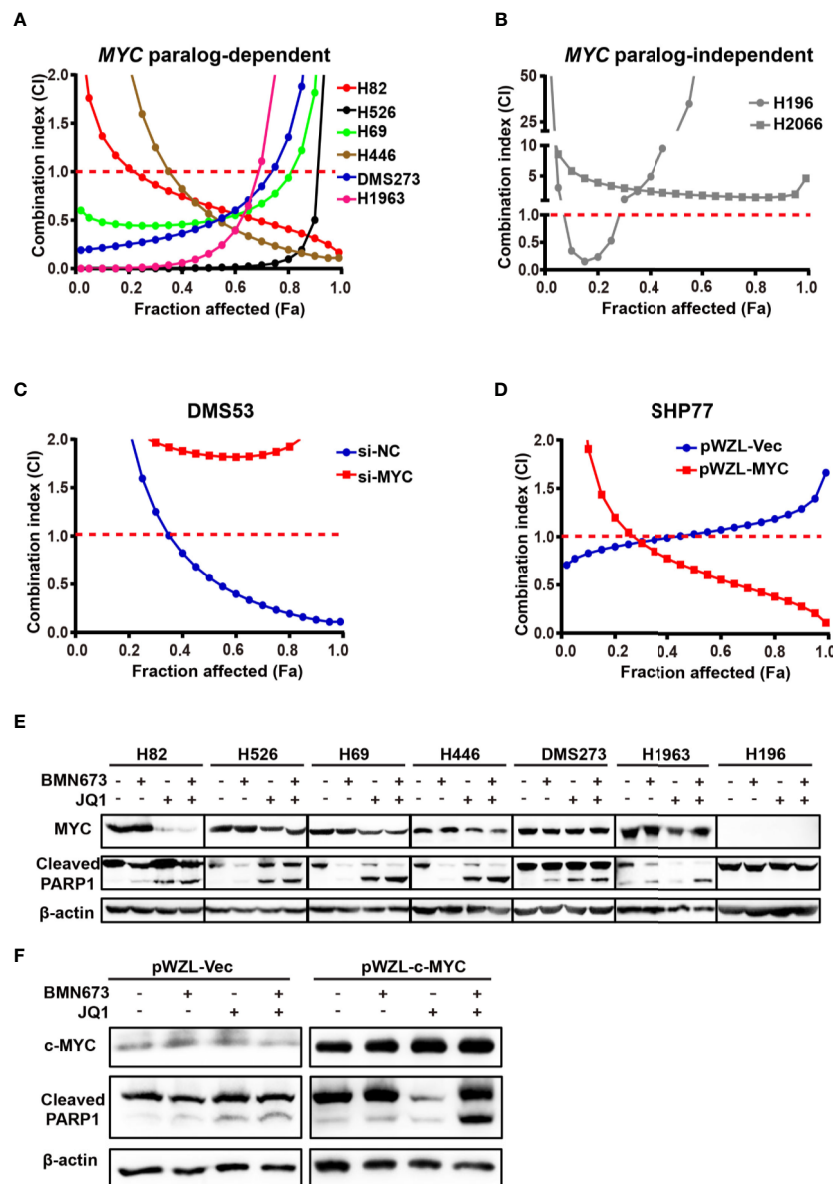 A
MYC paralog-dependent
Combination index (CI)
2.0
1.5
1.0
0.5
0.0
0.0 0.2 0.4 0.6 0.8 1.0
Fraction affected (Fa)
H82
H526
H69
H446
DMS273
H1963
B
MYC paralog-independent
Combination index (CI)
50
25
10
5
1.0
0.5
0.0
0.0 0.2 0.4 0.6 0.8 1.0
Fraction affected (Fa)
H196
H2066
C
DMS53
Combination index (CI)
2.0
1.5
1.0
0.5
0.0
0.0 0.2 0.4 0.6 0.8 1.0
Fraction affected (Fa)
si-NC
si-MYC
D
SHP77
Combination index (CI)
2.0
1.5
1.0
0.5
0.0
0.0 0.2 0.4 0.6 0.8 1.0
Fraction affected (Fa)
pWZL-Vec
pWZL-MYC
E
H82 H526 H69 H446 DMS273 H1963 H196
BMN673 - + - + - + - + - + - + - + - + - + - + - + - + - + - +
JQ1 - - + + - - + + - - + + - - + + - - + + - - + + - - + +
MYC
Cleaved
PARP1
β-actin
F
pWZL-Vec pWZL-c-MYC
BMN673 - + - + - + - +
JQ1 - - + + - - + +
c-MYC
Cleaved
PARP1
β-actin